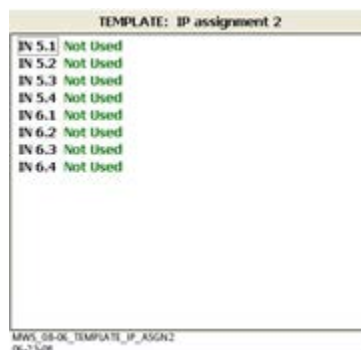 TEMPLATE: IP assignment 2
IN 5.1 Not Used
IN 5.2 Not Used
IN 5.3 Not Used
IN 5.4 Not Used
IN 6.1 Not Used
IN 6.2 Not Used
IN 6.3 Not Used
IN 6.4 Not Used
MWS_08-06_TEMPLATE_IP_ASGN2